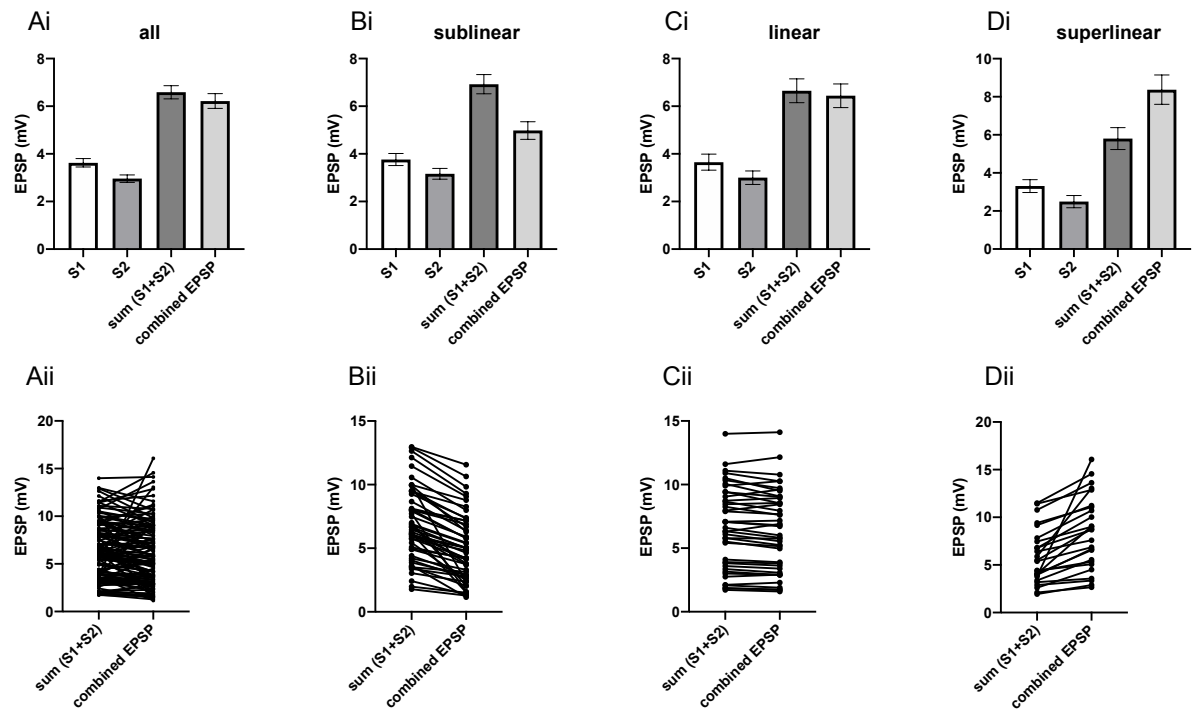 Ai
all
EPSP (mV)
8
6
4
2
0
S1
S2
sum (S1+S2)
combined EPSP
Bi
sublinear
EPSP (mV)
8
6
4
2
0
S1
S2
sum (S1+S2)
combined EPSP
Ci
linear
EPSP (mV)
8
6
4
2
0
S1
S2
sum (S1+S2)
combined EPSP
Di
superlinear
EPSP (mV)
10
8
6
4
2
0
S1
S2
sum (S1+S2)
combined EPSP
Aii
EPSP (mV)
20
15
10
5
0
sum (S1+S2)
combined EPSP
Bii
EPSP (mV)
15
10
5
0
sum (S1+S2)
combined EPSP
Cii
EPSP (mV)
15
10
5
0
sum (S1+S2)
combined EPSP
Dii
EPSP (mV)
20
15
10
5
0
sum (S1+S2)
combined EPSP